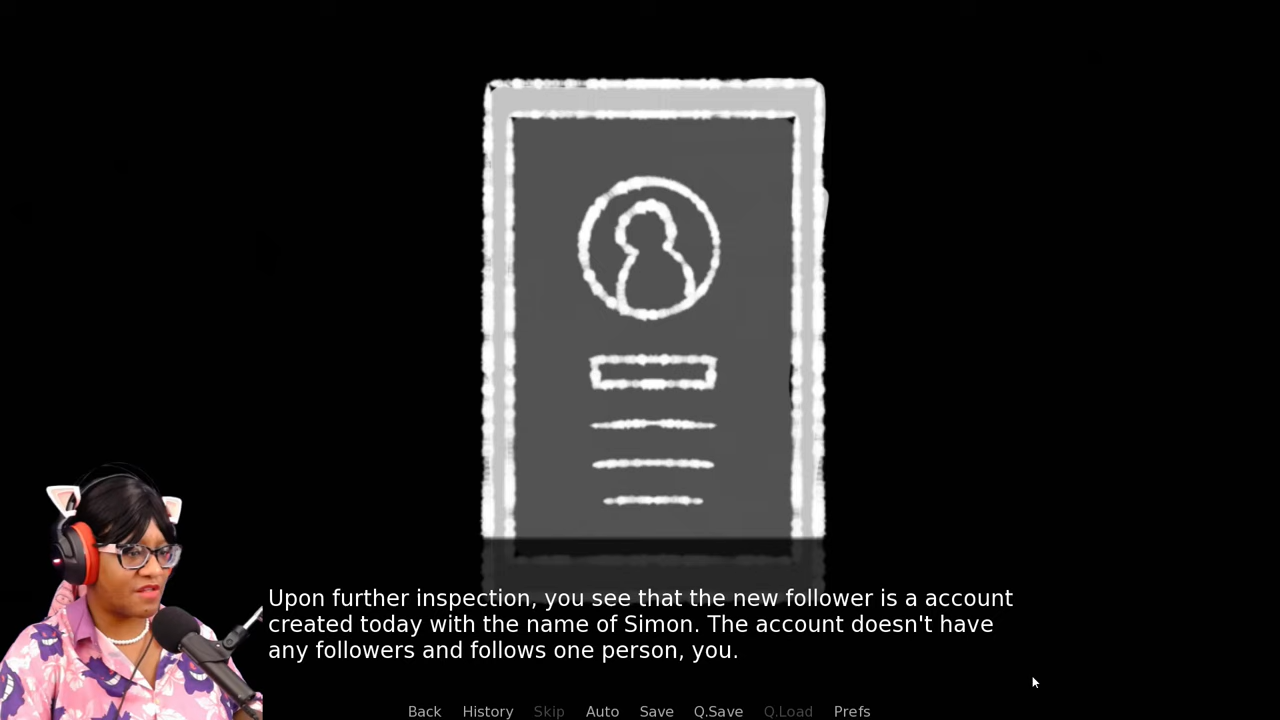 Upon further inspection, you see that the new follower is a account
created today with the name of Simon. The account doesn't have
any followers and follows one person, you.
Back History Skip Auto Save Q.Save Q.Load Prefs